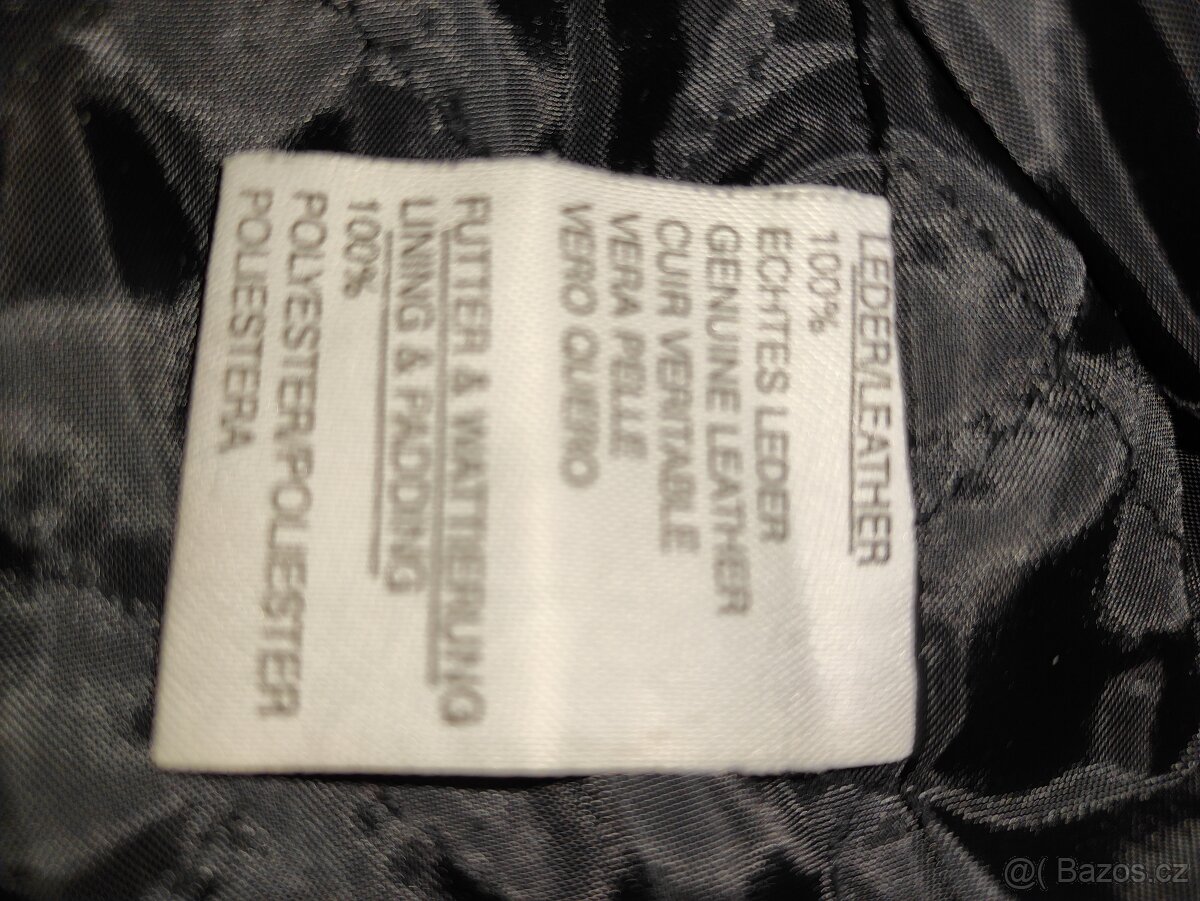 LEDER/LEATHER
100%
ECHTES LEDER
GENUINE LEATHER
CUIR VERITABLE
VERA PELLE
VERO QUERO
FUTTER & WATTIERUNG
LINING & PADDING
100%
POLYESTER/POLIESTER
POLIESTERA
@( Bazos.cz